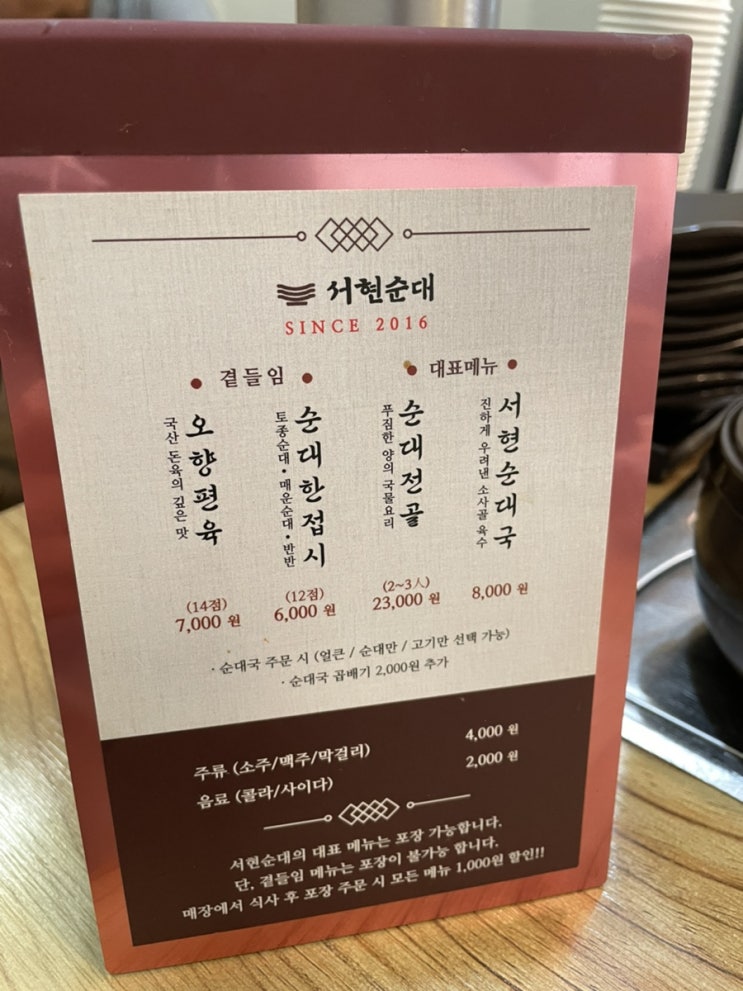 서현순대
SINCE 2016
대표메뉴
서현순대국
진하게 우려낸 소사골 육수
8,000 원
순대전골
푸짐한 양의 국물요리
(2~3人)
23,000 원
곁들임
순대한접시
토종순대 • 매운순대 • 반반
(12점)
6,000 원
오향편육
국산 돈육의 깊은 맛
(14점)
7,000 원
· 순대국 주문 시 (얼큰 / 순대만 / 고기만 선택 가능)
· 순대국 곱배기 2,000원 추가
주류 (소주/맥주/막걸리) 4,000 원
음료 (콜라/사이다) 2,000 원
서현순대의 대표 메뉴는 포장 가능합니다.
단, 곁들임 메뉴는 포장이 불가능 합니다.
매장에서 식사 후 포장 주문 시 모든 메뉴 1,000원 할인!!